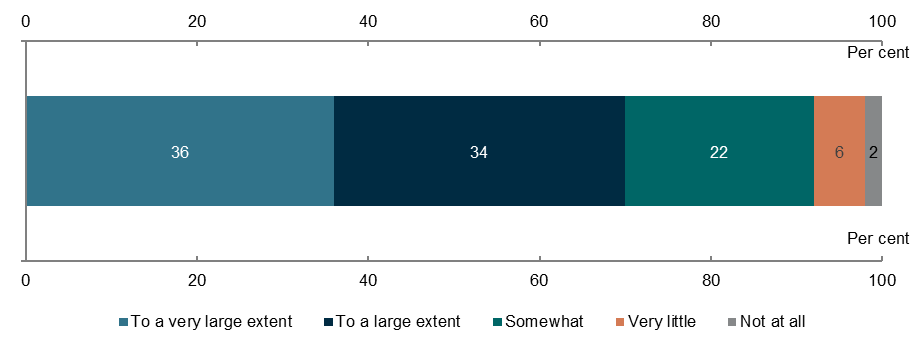 0 20 40 60 80 100
Per cent
36 34 22 6 2
Per cent
0 20 40 60 80 100
To a very large extent To a large extent Somewhat Very little Not at all